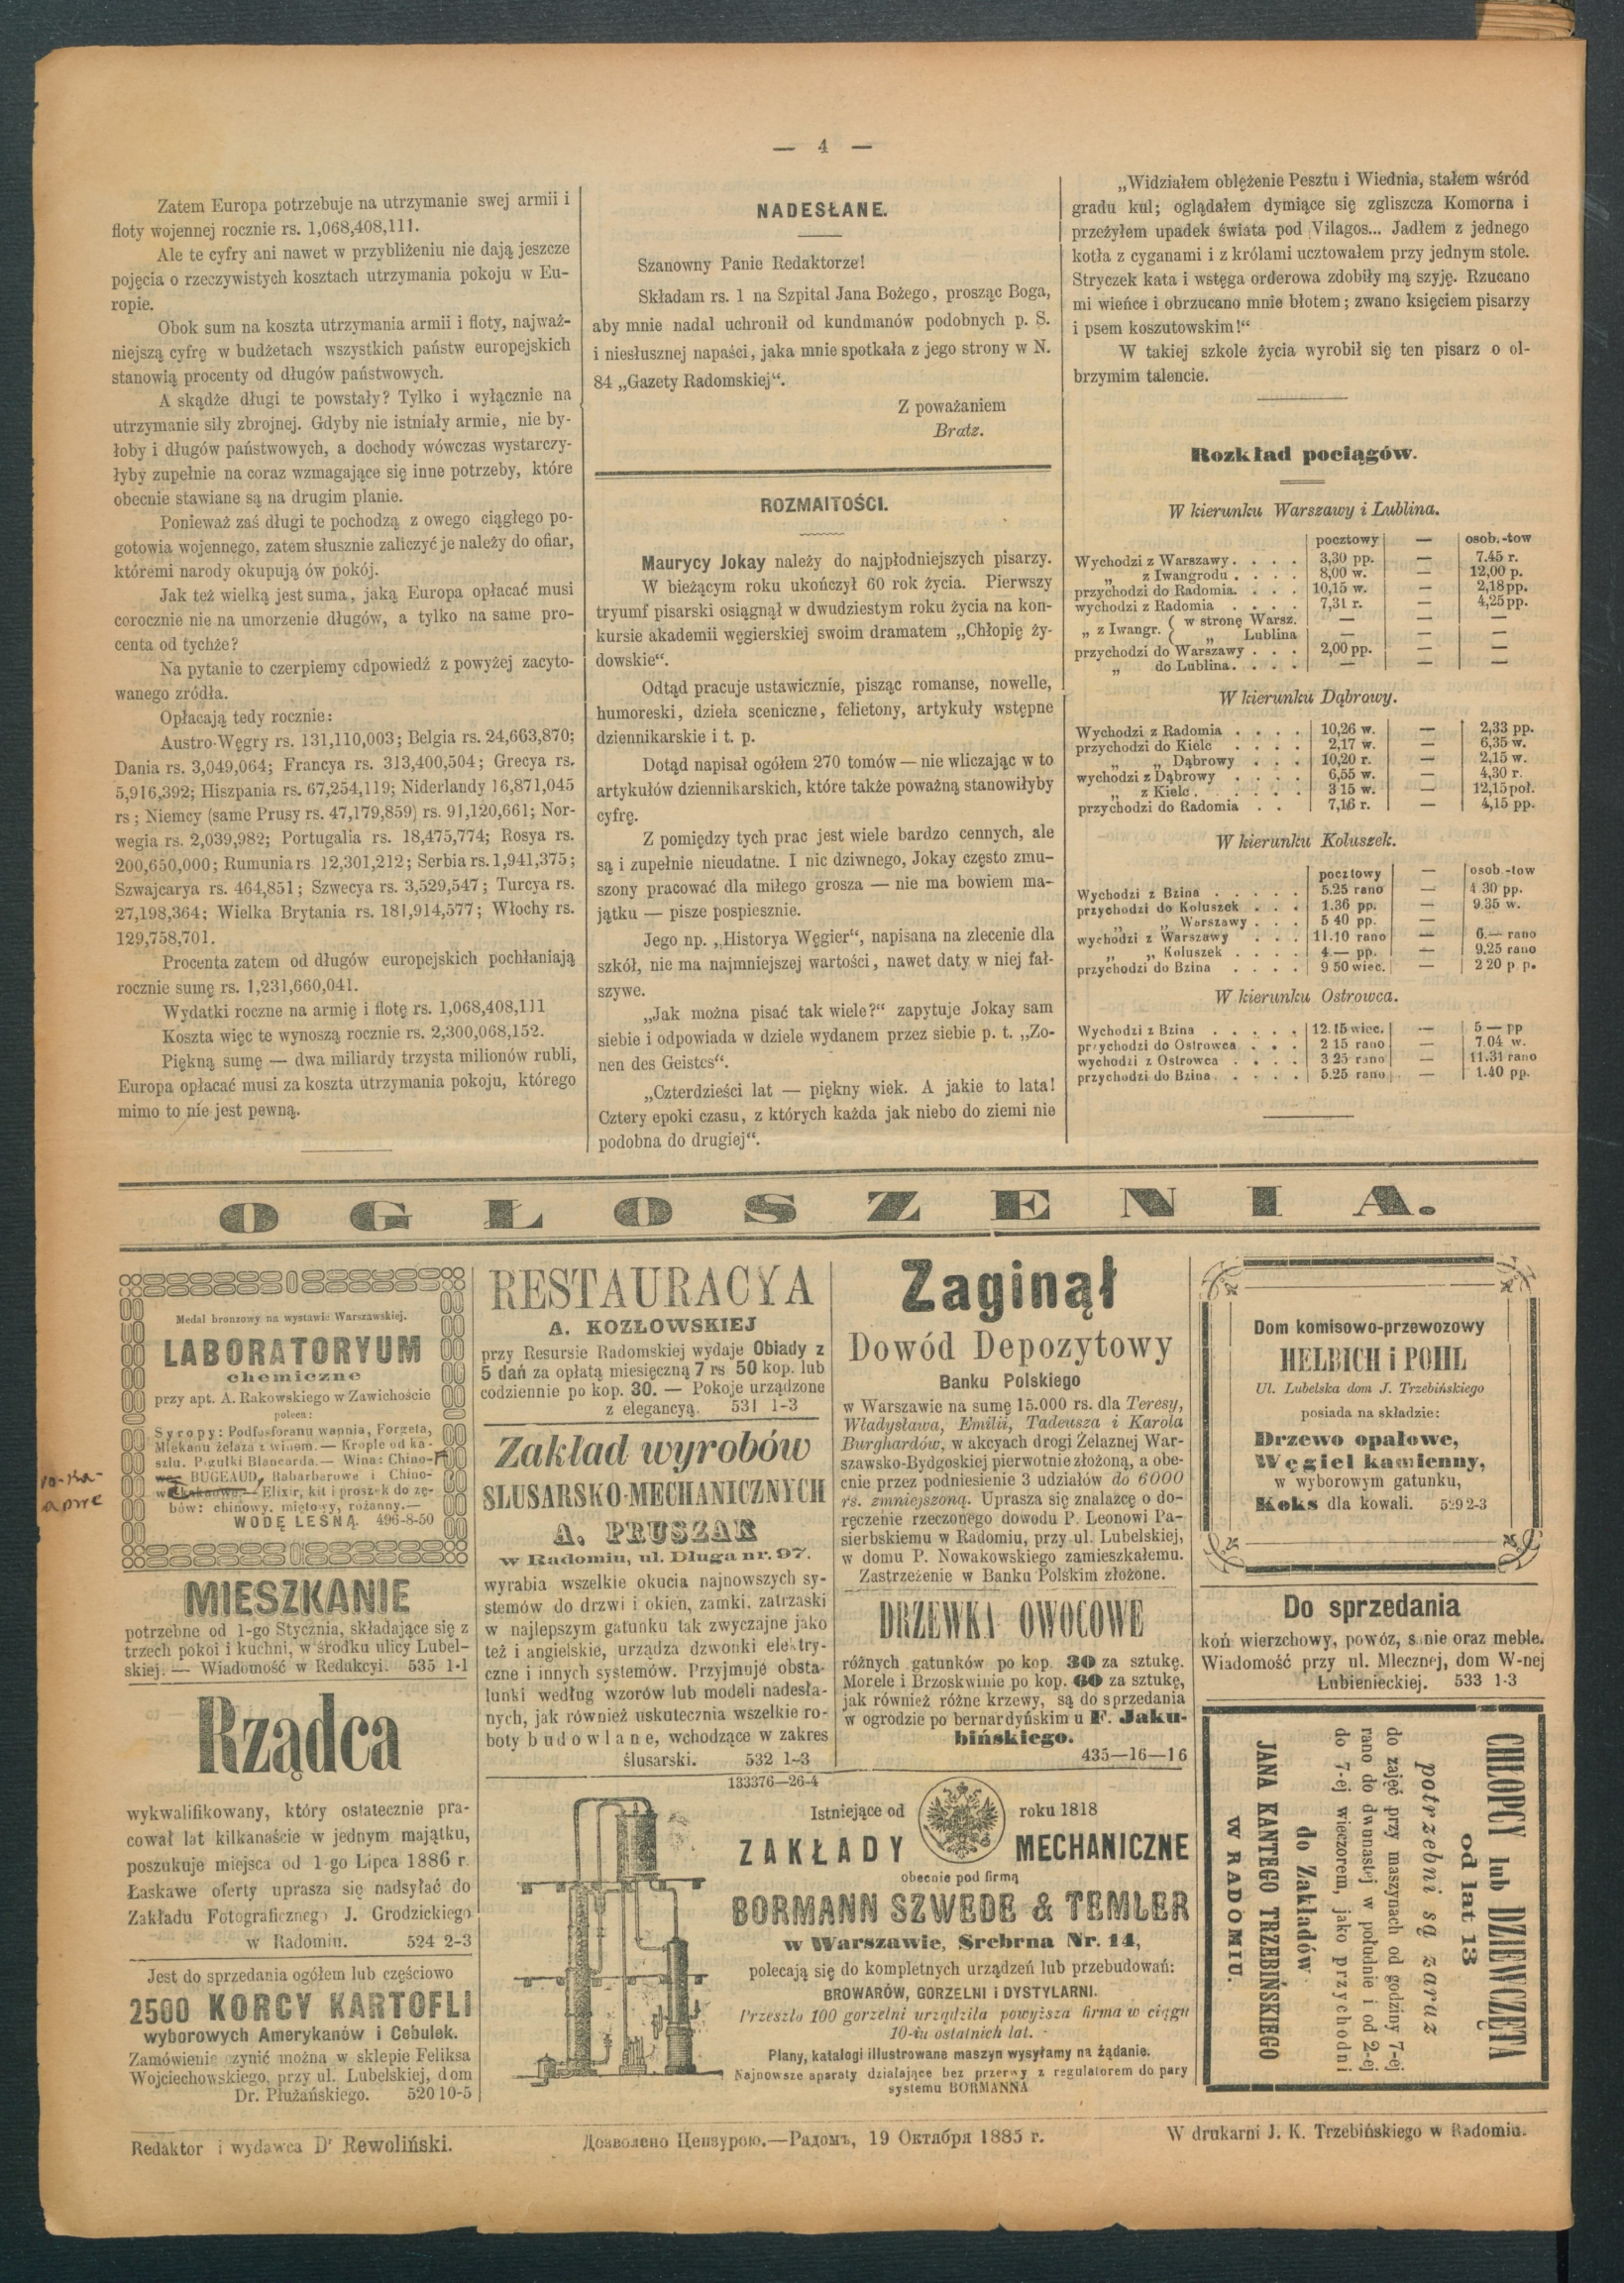 — 4 —
Zatem Europa potrzebuje na utrzymanie swej armii i
floty wojennej rocznie rs. 1,068,408,111.
Ale te cyfry ani nawet w przybliżeniu nie dają jeszcze
pojęcia o rzeczywistych kosztach utrzymania pokoju w Eu-
ropie.
Obok sum na koszta utrzymania armii i floty, najważ-
niejszą cyfrę w budżetach wszystkich państw europejskich
stanowią procenty od długów państwowych.
A skądże długi te powstały? Tylko i wyłącznie na
utrzymanie siły zbrojnej. Gdyby nie istniały armie, nie by-
łoby i długów państwowych, a dochody wówczas wystarczy-
łyby zupełnie na coraz wzmagające się inne potrzeby, które
obecnie stawiane są na drugim planie.
Ponieważ zaś długi te pochodzą z owego ciągłego po-
gotowia wojennego, zatem słusznie zaliczyć je należy do ofiar,
któremi narody okupują ów pokój.
Jak też wielką jest suma, jaką Europa opłacać musi
corocznie nie na umorzenie długów, a tylko na same pro-
centa od tychże?
Na pytanie to czerpiemy odpowiedź z powyżej zacyto-
wanego zródła.
Opłacają tedy rocznie:
Austro-Węgry rs. 131,110,003; Belgia rs. 24,663,870;
Dania rs. 3,049,064; Francya rs. 313,400,504; Grecya rs.
5,916,392; Hiszpania rs. 67,254,119; Niderlandy 16,871,045
rs; Niemcy (same Prusy rs. 47,179,859) rs. 91,120,661; Nor-
wegia rs. 2,039,982; Portugalia rs. 18,475,774; Rosya rs.
200,650,000; Rumunia rs 12,301,212; Serbia rs. 1,941,375;
Szwajcarya rs. 464,851; Szwecya rs. 3,529,547; Turcya rs.
27,198,364; Wielka Brytania rs. 181,914,577; Włochy rs.
129,758,701.
Procenta zatem od długów europejskich pochłaniają
rocznie sumę rs. 1,231,660,041.
Wydatki roczne na armię i flotę rs. 1,068,408,111
Koszta więc te wynoszą rocznie rs. 2,300,068,152.
Piękną sumę — dwa miliardy trzysta milionów rubli,
Europa opłacać musi za koszta utrzymania pokoju, którego
mimo to nie jest pewną.
NADESŁANE.
Szanowny Panie Redaktorze!
Składam rs. 1 na Szpital Jana Bożego, prosząc Boga,
aby mnie nadal uchronił od kundmanów podobnych p. S.
i niesłusznej napaści, jaka mnie spotkała z jego strony w N.
84 „Gazety Radomskiej“.
Z poważaniem
Bratz.
ROZMAITOŚCI.
Maurycy Jokay należy do najpłodniejszych pisarzy.
W bieżącym roku ukończył 60 rok życia. Pierwszy
tryumf pisarski osiągnął w dwudziestym roku życia na kon-
kursie akademii węgierskiej swoim dramatem „Chłopię ży-
dowskie“.
Odtąd pracuje ustawicznie, pisząc romanse, nowelle,
humoreski, dzieła sceniczne, felietony, artykuły wstępne
dziennikarskie i t. p.
Dotąd napisał ogółem 270 tomów — nie wliczając w to
artykułów dziennikarskich, które także poważną stanowiłyby
cyfrę.
Z pomiędzy tych prac jest wiele bardzo cennych, ale
są i zupełnie nieudatne. I nic dziwnego, Jokay często zmu-
szony pracować dla miłego grosza — nie ma bowiem ma-
jątku — pisze pospiesznie.
Jego np. „Historya Węgier“, napisana na zlecenie dla
szkół, nie ma najmniejszej wartości, nawet daty w niej fał-
szywe.
„Jak można pisać tak wiele?“ zapytuje Jokay sam
siebie i odpowiada w dziele wydanem przez siebie p. t. „Zo-
nen des Geistes“.
„Czterdzieści lat — piękny wiek. A jakie to lata!
Cztery epoki czasu, z których każda jak niebo do ziemi nie
podobna do drugiej“.
„Widziałem oblężenie Pesztu i Wiednia, stałem wśród
gradu kul; oglądałem dymiące się zgliszcza Komorna i
przeżyłem upadek świata pod Vilagos... Jadłem z jednego
kotła z cyganami i z królami ucztowałem przy jednym stole.
Stryczek kata i wstęga orderowa zdobiły mą szyję. Rzucano
mi wieńce i obrzucano mnie błotem; zwano księciem pisarzy
i psem koszutowskim!“
W takiej szkole życia wyrobił się ten pisarz o ol-
brzymim talencie.
Rozkład pociągów.
W kierunku Warszawy i Lublina.
pocztowy — osob.-tow
Wychodzi z Warszawy . . . . 3,30 pp. — 7.45 r.
„ z Iwangrodu . . . . 8,00 w. — 12,00 p.
przychodzi do Radomia. . . . 10,15 w. — 2,18 pp.
wychodzi z Radomia . . . . 7,31 r. — 4,25 pp.
„ z Iwangr. { w stronę Warsz. — — —
„ Lublina — — —
przychodzi do Warszawy . . . 2,00 pp. — —
„ do Lublina. . . . — — —
W kierunku Dąbrowy.
Wychodzi z Radomia . . . . 10,26 w. — 2,33 pp.
przychodzi do Kielc . . . . 2,17 w. — 6,35 w.
„ „ Dąbrowy . . . 10,20 r. — 2,15 w.
wychodzi z Dąbrowy . . . . 6,55 w. — 4,30 r.
„ z Kielc . . . . . 3 15 w. — 12,15 poł.
przychodzi do Radomia . . 7,16 r. — 4,15 pp.
W kierunku Koluszek.
pocztowy — osob.-tow
Wychodzi z Bzina . . . . . 5.25 rano — 4 30 pp.
przychodzi do Koluszek . . . 1.36 pp. — 9.35 w.
„ „ Warszawy . . . 5 40 pp. —
wychodzi z Warszawy . . . 11.10 rano — 6.— rano
„ „ Koluszek . . . . 4.— pp. — 9.25 rano
przychodzi do Bzina . . . . 9 50 wiec. — 2 20 p p.
W kierunku Ostrowca.
Wychodzi z Bzina . . . . . 12.15 wiec. — 5 — pp
przychodzi do Ostrowca . . . 2 15 rano — 7.04 w.
wychodzi z Ostrowca . . . . 3 25 rano — 11.31 rano
przychodzi do Bzina . . . . 5.25 rano — 1.40 pp.
OGŁOSZENIA.
Medal bronzowy na wystawie Warszawskiej.
LABORATORYUM
chemiczne
przy apt. A. Rakowskiego w Zawichoście
poleca:
Syropy: Podfosforanu wapnia, Forgeta,
Mlekanu żelaza z winem.— Krople od ka-
szlu. Pigułki Blancarda.— Wina: Chino-
BUGEAUD, Rabarbarowe i Chino-
Elixir, kit i proszek do zę-
bów: chinowy, miętowy, różanny.—
WODĘ LEŚNĄ. 496-8-50
MIESZKANIE
potrzebne od 1-go Stycznia, składające się z
trzech pokoi i kuchni, w środku ulicy Lubel-
skiej. — Wiadomość w Redakcyi. 535 1-1
Rządca
wykwalifikowany, który ostatecznie pra-
cował lat kilkanaście w jednym majątku,
poszukuje miejsca od 1-go Lipca 1886 r.
Łaskawe oferty uprasza się nadsyłać do
Zakładu Fotograficznego J. Grodzickiego
w Radomiu. 524 2-3
Jest do sprzedania ogółem lub częściowo
2500 KORCY KARTOFLI
wyborowych Amerykanów i Cebulek.
Zamówienie czynić można w sklepie Feliksa
Wojciechowskiego, przy ul. Lubelskiej, dom
Dr. Płużańskiego. 520 10-5
RESTAURACYA
A. KOZŁOWSKIEJ
przy Resursie Radomskiej wydaje Obiady z
5 dań za opłatą miesięczną 7 rs 50 kop. lub
codziennie po kop. 30. — Pokoje urządzone
z elegancyą. 531 1-3
Zakład wyrobów
SLUSARSKO-MECHANICZNYCH
A. PRUSZAK
w Radomiu, ul. Długa nr. 97.
wyrabia wszelkie okucia najnowszych sy-
stemów do drzwi i okien, zamki, zatrzaski
w najlepszym gatunku tak zwyczajne jako
też i angielskie, urządza dzwonki elektry-
czne i innych systemów. Przyjmuje obsta-
lunki według wzorów lub modeli nadesła-
nych, jak również uskutecznia wszelkie ro-
boty budowlane, wchodzące w zakres
ślusarski. 532 1-3
Zaginął
Dowód Depozytowy
Banku Polskiego
w Warszawie na sumę 15.000 rs. dla Teresy,
Władysława, Emilii, Tadeusza i Karola
Burghardów, w akcyach drogi Żelaznej War-
szawsko-Bydgoskiej pierwotnie złożoną, a obe-
cnie przez podniesienie 3 udziałów do 6000
rs. zmniejszoną. Uprasza się znalazcę o do-
ręczenie rzeczonego dowodu P. Leonowi Pa-
sierbskiemu w Radomiu, przy ul. Lubelskiej,
w domu P. Nowakowskiego zamieszkałemu.
Zastrzeżenie w Banku Polskim złożone.
DRZEWKA OWOCOWE
różnych gatunków po kop. 30 za sztukę.
Morele i Brzoskwinie po kop. 60 za sztukę,
jak również różne krzewy, są do sprzedania
w ogrodzie po bernardyńskim u F. Jaku-
bińskiego.
435—16—16
133376—26-4
Istniejące od roku 1818
ZAKŁADY MECHANICZNE
obecnie pod firmą
BORMANN SZWEDE & TEMLER
w Warszawie, Srebrna Nr. 14,
polecają się do kompletnych urządzeń lub przebudowań:
BROWARÓW, GORZELNI i DYSTYLARNI.
Przeszło 100 gorzelni urządziła powyższa firma w ciągu
10-iu ostatnich lat.
Plany, katalogi illustrowane maszyn wysyłamy na żądanie.
Najnowsze aparaty działające bez przerwy z regulatorem do pary
systemu BORMANNA
Dom komisowo-przewozowy
HELBICH i POHL
Ul. Lubelska dom J. Trzebińskiego
posiada na składzie:
Drzewo opałowe,
Węgiel kamienny,
w wyborowym gatunku,
Koks dla kowali. 529 2-3
Do sprzedania
koń wierzchowy, powóz, sanie oraz meble.
Wiadomość przy ul. Mlecznej, dom W-nej
Łubienieckiej. 533 1-3
CHŁOPCY lub DZIEWCZĘTA
od lat 13
potrzebni są zaraz
do zajęć przy maszynach od godziny 7-ej
rano do dwunastej w południe i od 2-ej
do 7-ej wieczorem, jako przychodni
do Zakładów
JANA KANTEGO TRZEBIŃSKIEGO
W RADOMIU.
Redaktor i wydawca Dr Rewoliński.
Дозволено Цензурою.—Радомъ, 19 Октября 1885 г.
W drukarni J. K. Trzebińskiego w Radomiu.